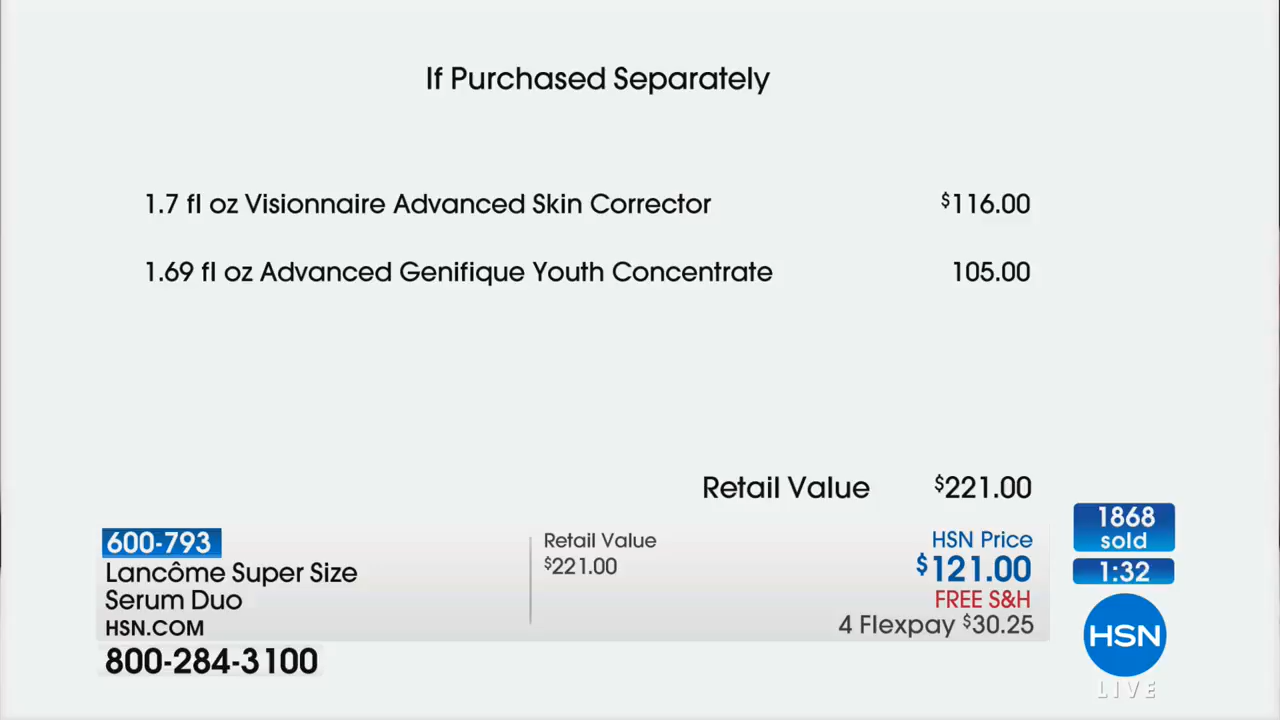 If Purchased Separately
1.7 fl oz Visionnaire Advanced Skin Corrector $116.00
1.69 fl oz Advanced Genifique Youth Concentrate 105.00
Retail Value $221.00
600-793
Lancôme Super Size
Serum Duo
HSN.COM
800-284-3100
Retail Value
$221.00
HSN Price
$121.00
FREE S&H
4 Flexpay $30.25
1868
sold
1:32
HSN
LIVE